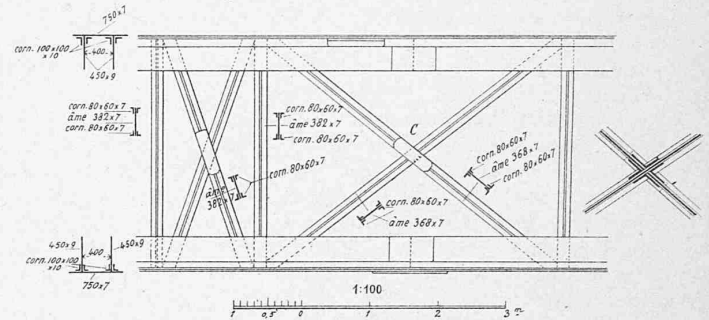 750x7
corn. 100x100
x10
400
450x9
corn. 80x60x7
âme 382x7
corn. 80x60x7
corn. 80x60x7
âme 382x7
corn. 80x60x7
C
corn. 80x60x7
âme 368x7
corn. 80x60x7
corn. 80x60x7
âme
382x7
corn. 80x60x7
âme 368x7
450x9
450x9
400
corn. 100x100
x10
750x7
1:100
1 0,5 0 1 2 3 m